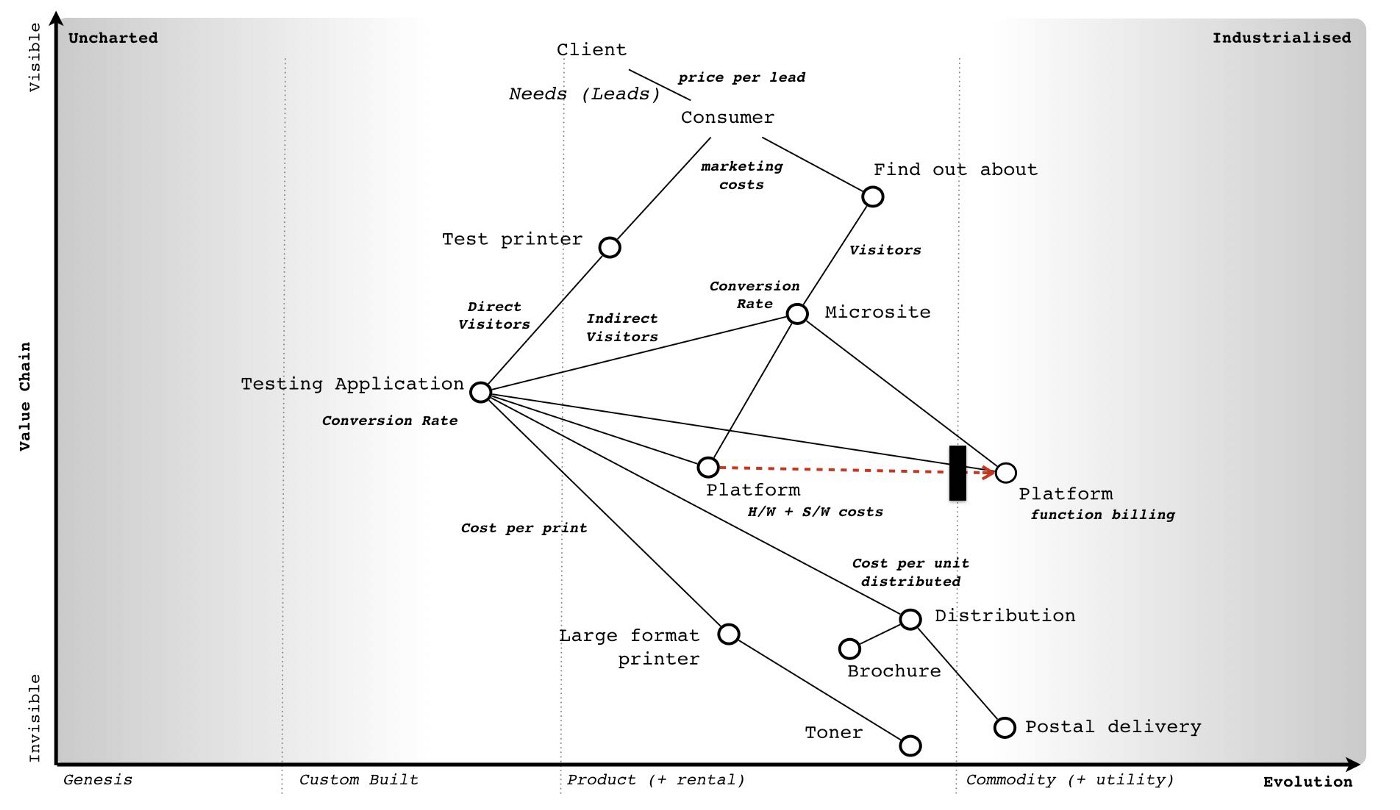 Visible
Uncharted
Industrialised
Client
price per lead
Needs (Leads)
Consumer
marketing
costs
Find out about
Test printer
Visitors
Conversion
Rate
Direct
Visitors
Indirect
Visitors
Microsite
Value Chain
Testing Application
Conversion Rate
Platform
H/W + S/W costs
Platform
function billing
Cost per print
Cost per unit
distributed
Distribution
Large format
printer
Brochure
Toner
Postal delivery
Invisible
Genesis
Custom Built
Product (+ rental)
Commodity (+ utility)
Evolution